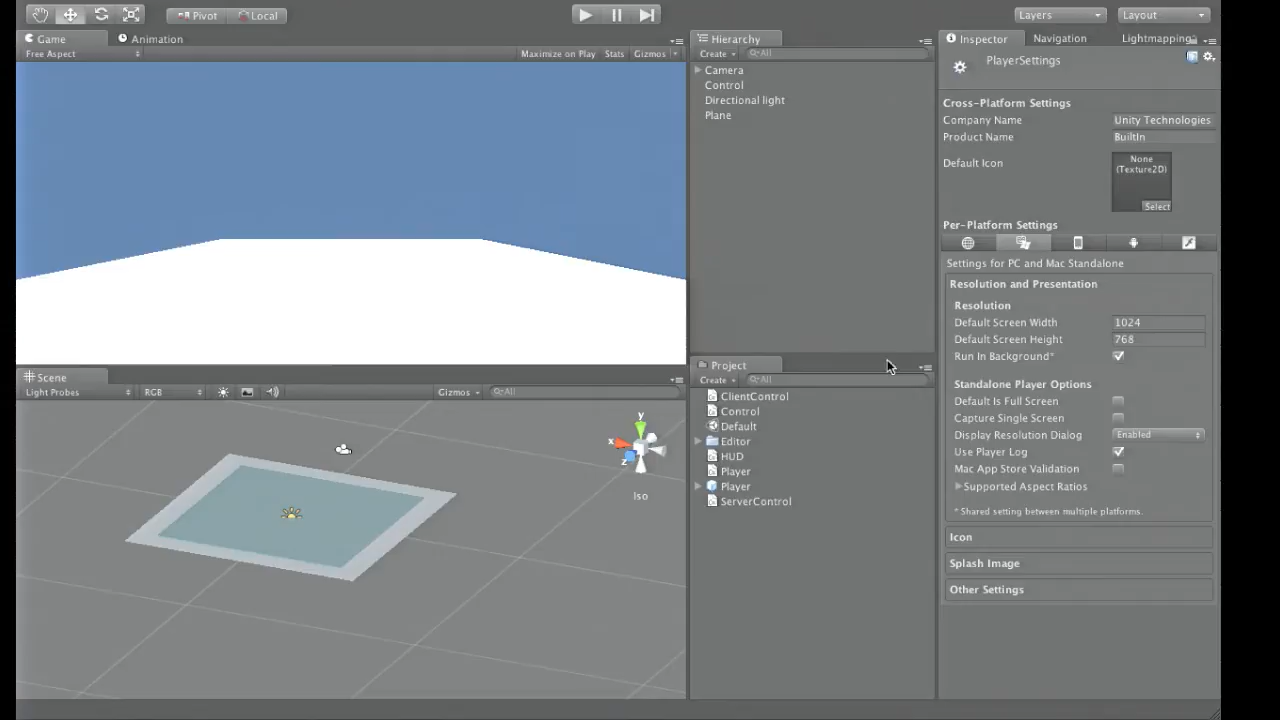 Pivot
Local
Layers
Layout
Game
Animation
Free Aspect
Maximize on Play
Stats
Gizmos
Hierarchy
Create
All
Camera
Control
Directional light
Plane
Inspector
Navigation
Lightmapping
PlayerSettings
Cross-Platform Settings
Company Name
Unity Technologies
Product Name
BuiltIn
Default Icon
None
(Texture2D)
Select
Per-Platform Settings
Settings for PC and Mac Standalone
Resolution and Presentation
Resolution
Default Screen Width
1024
Default Screen Height
768
Run In Background*
Standalone Player Options
Default Is Full Screen
Capture Single Screen
Display Resolution Dialog
Enabled
Use Player Log
Mac App Store Validation
Supported Aspect Ratios
* Shared setting between multiple platforms.
Icon
Splash Image
Other Settings
Project
Create
All
ClientControl
Control
Default
Editor
HUD
Player
Player
ServerControl
Scene
Light Probes
RGB
Gizmos
All
y
x
z
Iso